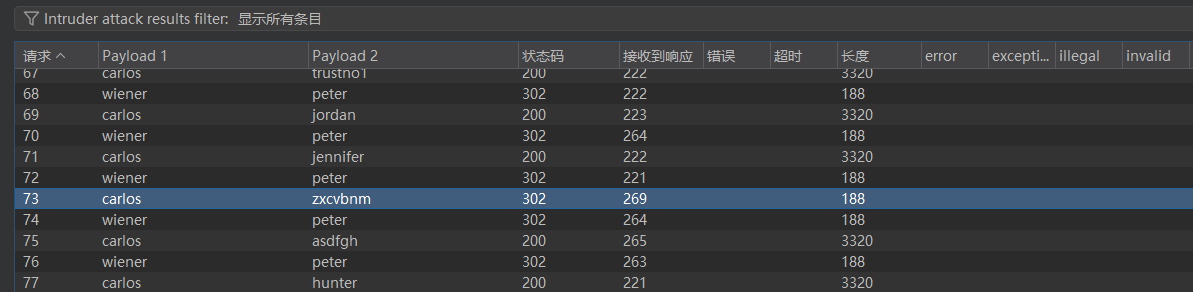 Intruder attack results filter: 显示所有条目
请求 Payload 1 Payload 2 状态码 接收到响应 错误 超时 长度 error excepti... illegal invalid
67 carlos trustno1 200 222 3320
68 wiener peter 302 222 188
69 carlos jordan 200 223 3320
70 wiener peter 302 264 188
71 carlos jennifer 200 222 3320
72 wiener peter 302 221 188
73 carlos zxcvbnm 302 269 188
74 wiener peter 302 264 188
75 carlos asdfgh 200 265 3320
76 wiener peter 302 263 188
77 carlos hunter 200 221 3320